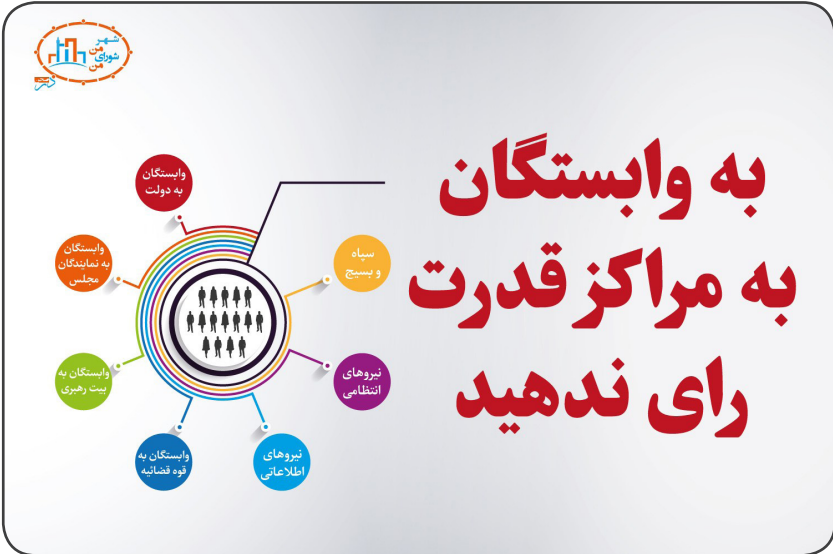 شهر
من
شورای
من
به وابستگان
به مراکز قدرت
رای ندهید
وابستگان
به دولت
وابستگان
به نمایندگان
مجلس
وابستگان به
بیت رهبری
وابستگان به
قوه قضائیه
نیروهای
اطلاعاتی
نیروهای
انتظامی
سپاه
و بسیج